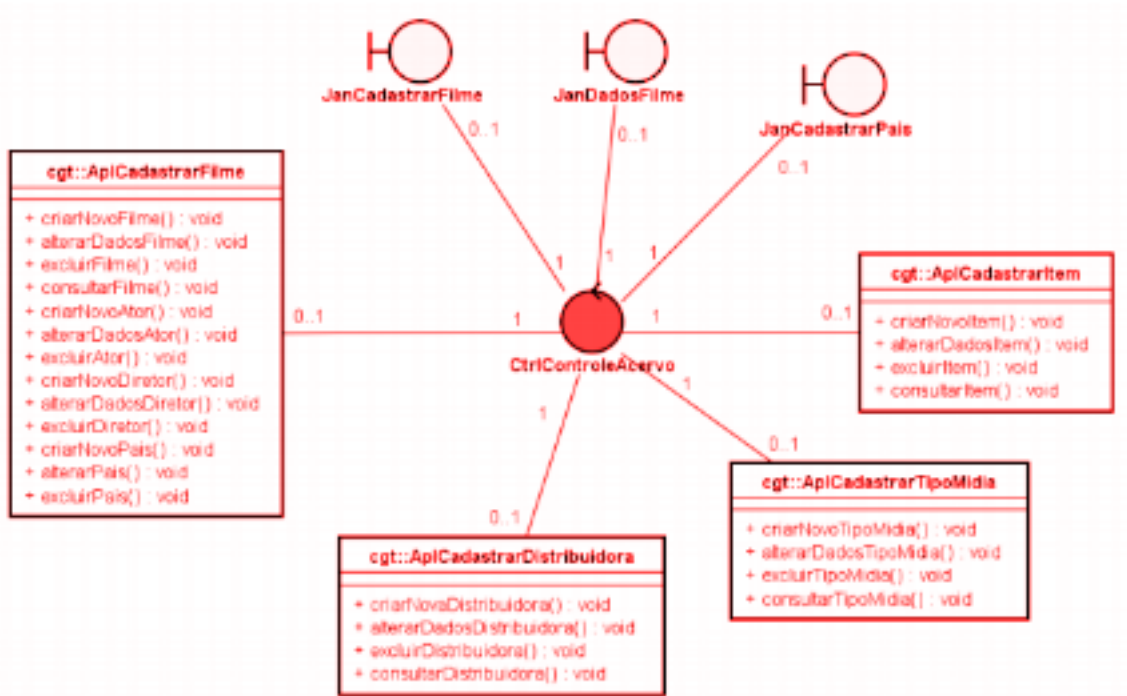 JanCadastrarFilme
JanDadosFilme
JanCadastrarPais
0..1
0..1
0..1
cgt::AplCadastrarFilme
+ criarNovoFilme() : void
+ alterarDadosFilme() : void
+ excluirFilme() : void
+ consultarFilme() : void
+ criarNovoAtor() : void
+ alterarDadosAtor() : void
+ excluirAtor() : void
+ criarNovoDiretor() : void
+ alterarDadosDiretor() : void
+ excluirDiretor() : void
+ criarNovoPais() : void
+ alterarPais() : void
+ excluirPais() : void
1
1
1
0..1
1
1
0..1
CtrlControleAcervo
cgt::AplCadastrarItem
+ criarNovoItem() : void
+ alterarDadosItem() : void
+ excluirItem() : void
+ consultarItem() : void
1
1
0..1
0..1
cgt::AplCadastrarTipoMidia
+ criarNovoTipoMidia() : void
+ alterarDadosTipoMidia() : void
+ excluirTipoMidia() : void
+ consultarTipoMidia() : void
cgt::AplCadastrarDistribuidora
+ criarNovaDistribuidora() : void
+ alterarDadosDistribuidora() : void
+ excluirDistribuidora() : void
+ consultarDistribuidora() : void